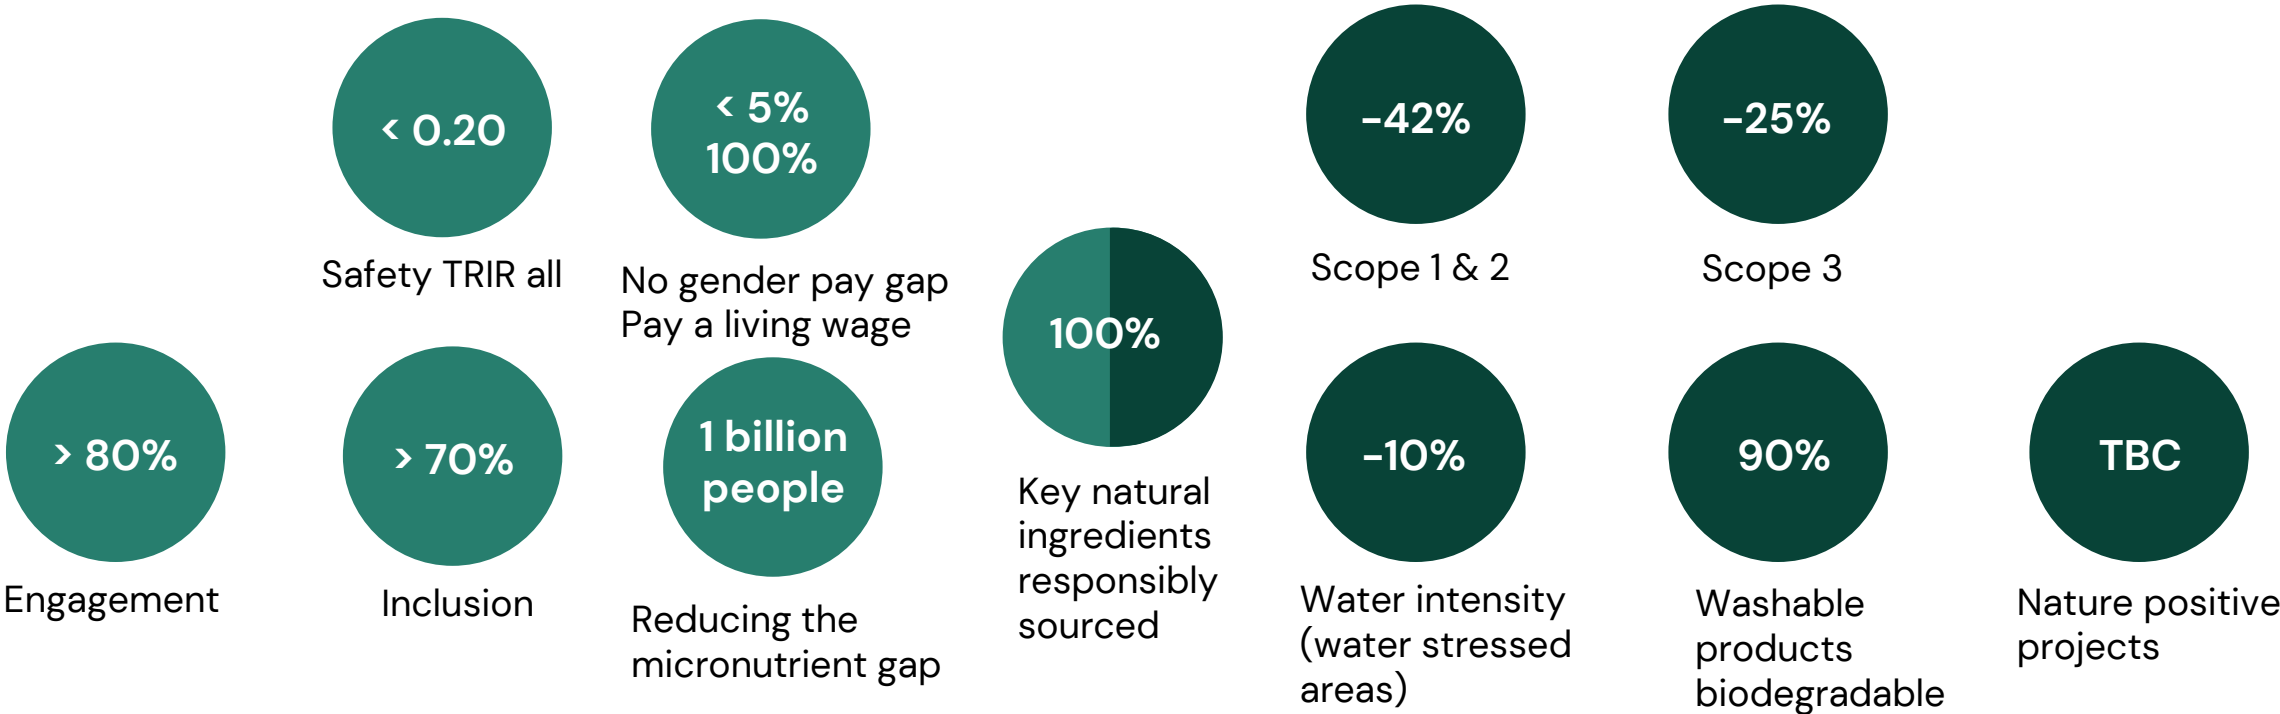 < 0.20
Safety TRIR all
< 5%
100%
No gender pay gap
Pay a living wage
-42%
Scope 1 & 2
-25%
Scope 3
> 80%
Engagement
> 70%
Inclusion
1 billion
people
Reducing the
micronutrient gap
100%
Key natural
ingredients
responsibly
sourced
-10%
Water intensity
(water stressed
areas)
90%
Washable
products
biodegradable
TBC
Nature positive
projects